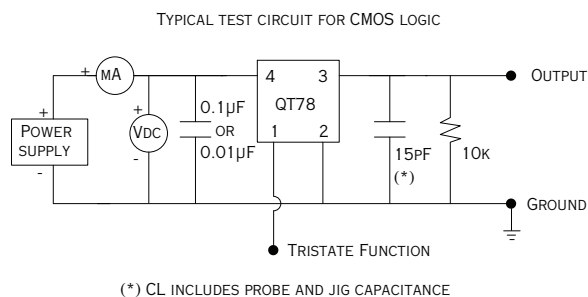 TYPICAL TEST CIRCUIT FOR CMOS LOGIC
+ MA
4 3
OUTPUT
+
POWER
SUPPLY
-
+
VDC
-
0.1µF
OR
0.01µF
QT78
1 2
15PF
(*)
10K
GROUND
TRISTATE FUNCTION
(*) CL INCLUDES PROBE AND JIG CAPACITANCE